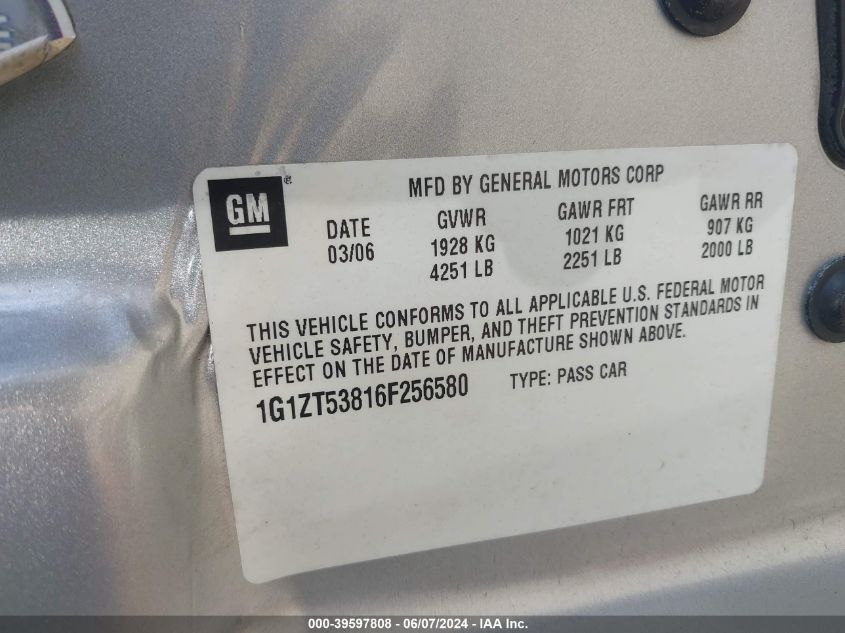 GM
MFD BY GENERAL MOTORS CORP
DATE GVWR GAWR FRT GAWR RR
03/06 1928 KG 1021 KG 907 KG
4251 LB 2251 LB 2000 LB
THIS VEHICLE CONFORMS TO ALL APPLICABLE U.S. FEDERAL MOTOR
VEHICLE SAFETY, BUMPER, AND THEFT PREVENTION STANDARDS IN
EFFECT ON THE DATE OF MANUFACTURE SHOWN ABOVE.
1G1ZT53816F256580 TYPE: PASS CAR
000-39597808 - 06/07/2024 - IAA Inc.